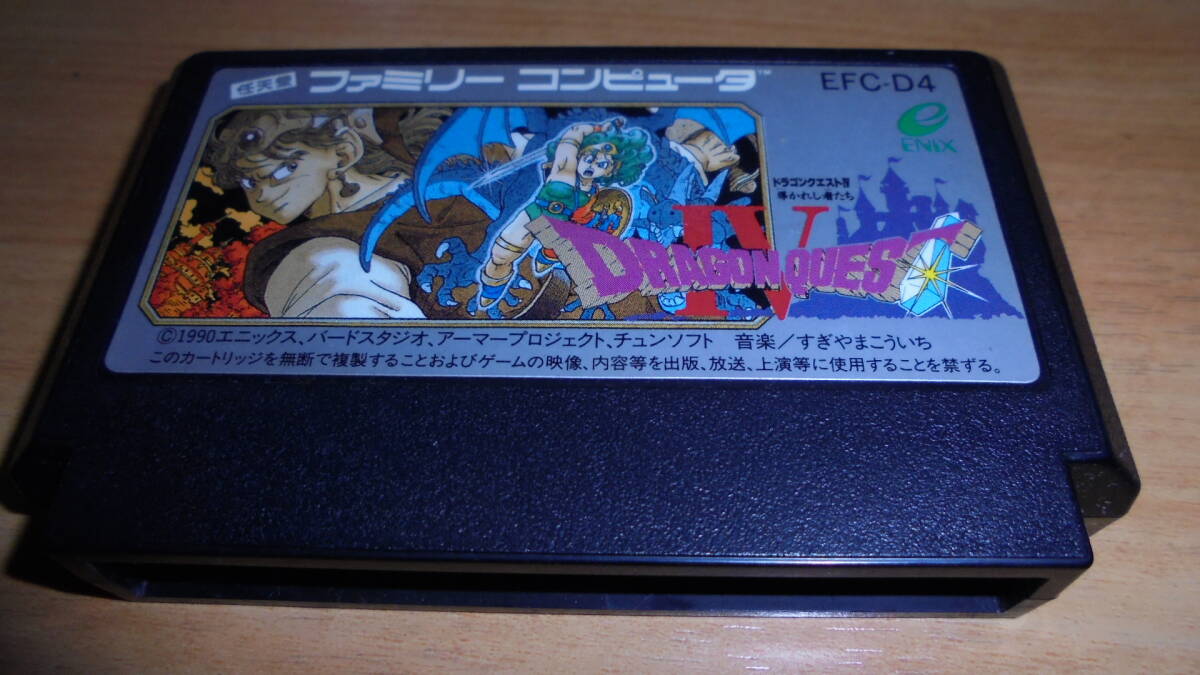 任天堂 ファミリー コンピュータ™
EFC-D4
ENIX
ドラゴンクエストIV
導かれし者たち
IV
DRAGON QUEST
©1990エニックス、バードスタジオ、アーマープロジェクト、チュンソフト 音楽/すぎやまこういち
このカートリッジを無断で複製することおよびゲームの映像、内容等を出版、放送、上演等に使用することを禁ずる。